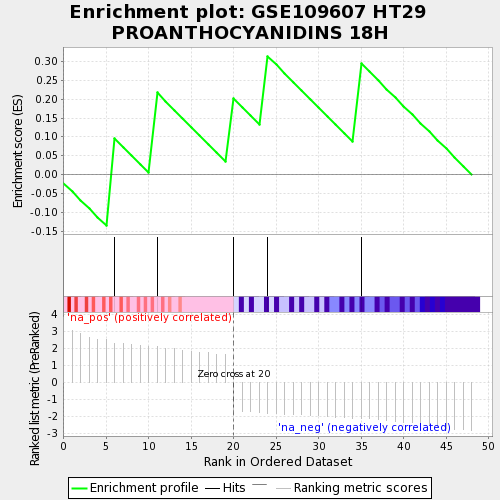 Enrichment plot: GSE109607 HT29
PROANTHOCYANIDINS 18H
Enrichment score (ES)
0.30
0.25
0.20
0.15
0.10
0.05
0.00
-0.05
-0.10
-0.15
'na_pos' (positively correlated)
Ranked list metric (PreRanked)
4
3
2
1
0
-1
-2
-3
Zero cross at 20
'na_neg' (negatively correlated)
0 5 10 15 20 25 30 35 40 45 50
Rank in Ordered Dataset
Enrichment profile Hits Ranking metric scores